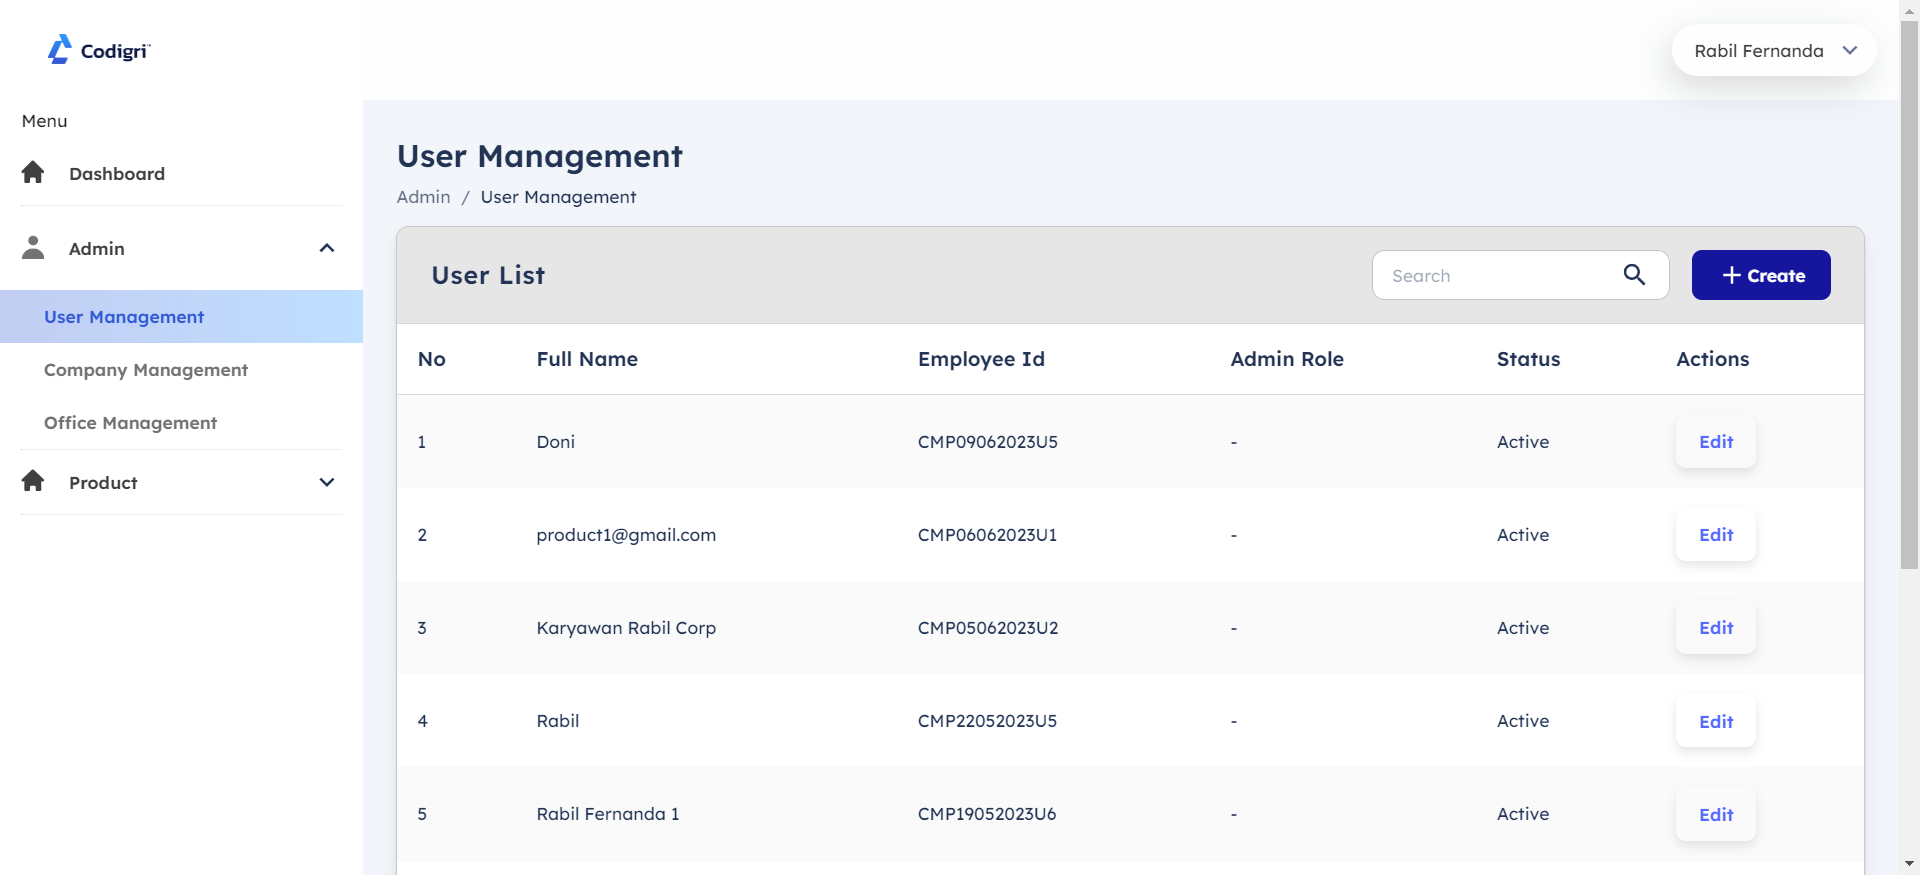 Codigri™
Rabil Fernanda
Menu
Dashboard
Admin
User Management
Company Management
Office Management
Product
User Management
Admin / User Management
User List
Search
+ Create
No Full Name Employee Id Admin Role Status Actions
1 Doni CMP09062023U5 - Active Edit
2 product1@gmail.com CMP06062023U1 - Active Edit
3 Karyawan Rabil Corp CMP05062023U2 - Active Edit
4 Rabil CMP22052023U5 - Active Edit
5 Rabil Fernanda 1 CMP19052023U6 - Active Edit